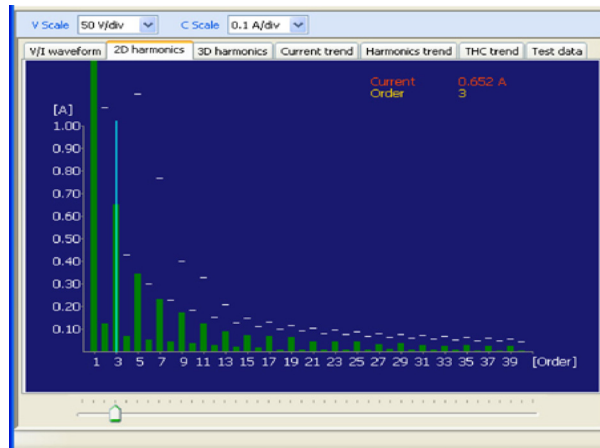 V Scale 50 V/div C Scale 0.1 A/div
V/I waveform 2D harmonics 3D harmonics Current trend Harmonics trend THC trend Test data
Current 0.652 A
Order 3
[A]
1.00
0.90
0.80
0.70
0.60
0.50
0.40
0.30
0.20
0.10
1 3 5 7 9 11 13 15 17 19 21 23 25 27 29 31 33 35 37 39 [Order]